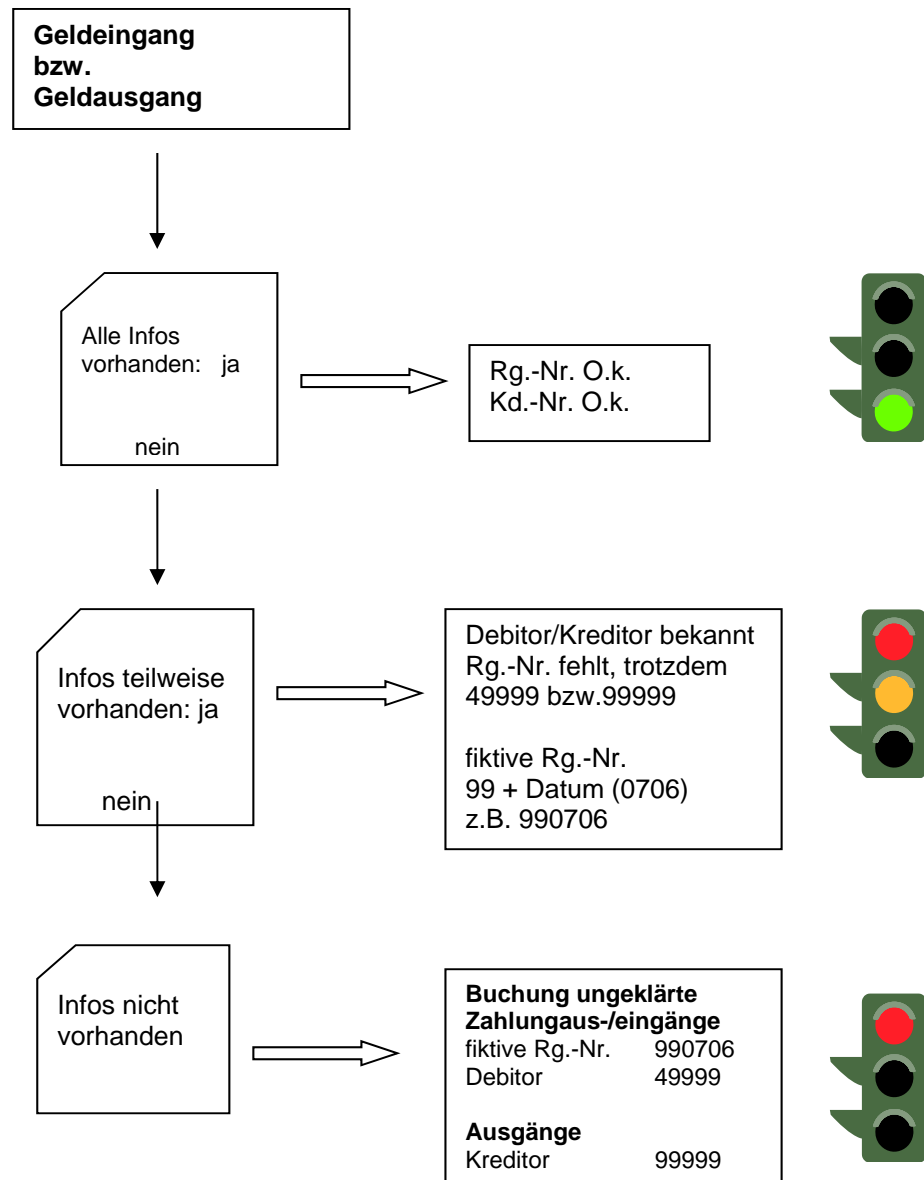 Geldeingang
bzw.
Geldausgang
Alle Infos
vorhanden: ja
nein
Rg.-Nr. O.k.
Kd.-Nr. O.k.
Infos teilweise
vorhanden: ja
nein
Debitor/Kreditor bekannt
Rg.-Nr. fehlt, trotzdem
49999 bzw.99999
fiktive Rg.-Nr.
99 + Datum (0706)
z.B. 990706
Infos nicht
vorhanden
Buchung ungeklärte
Zahlungaus-/eingänge
fiktive Rg.-Nr. 990706
Debitor 49999
Ausgänge
Kreditor 99999